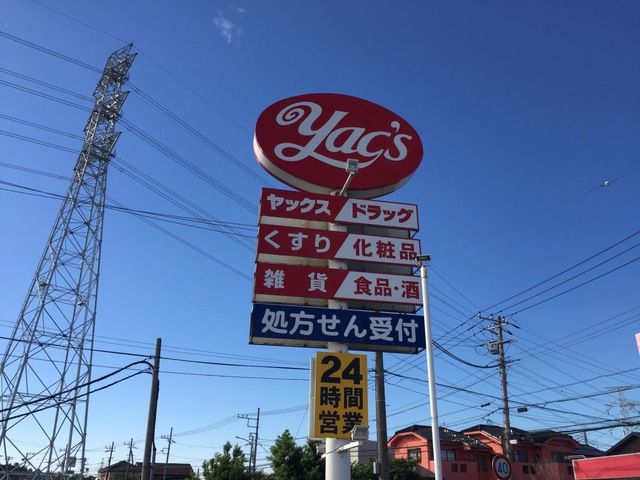 Yac's
ヤックス ドラッグ
くすり 化粧品
雑貨 食品・酒
処方せん受付
24
時間
営業
40